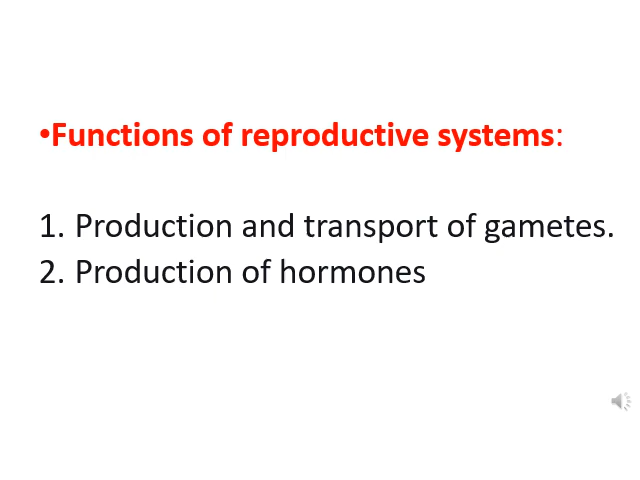 •Functions of reproductive systems:
1. Production and transport of gametes.
2. Production of hormones